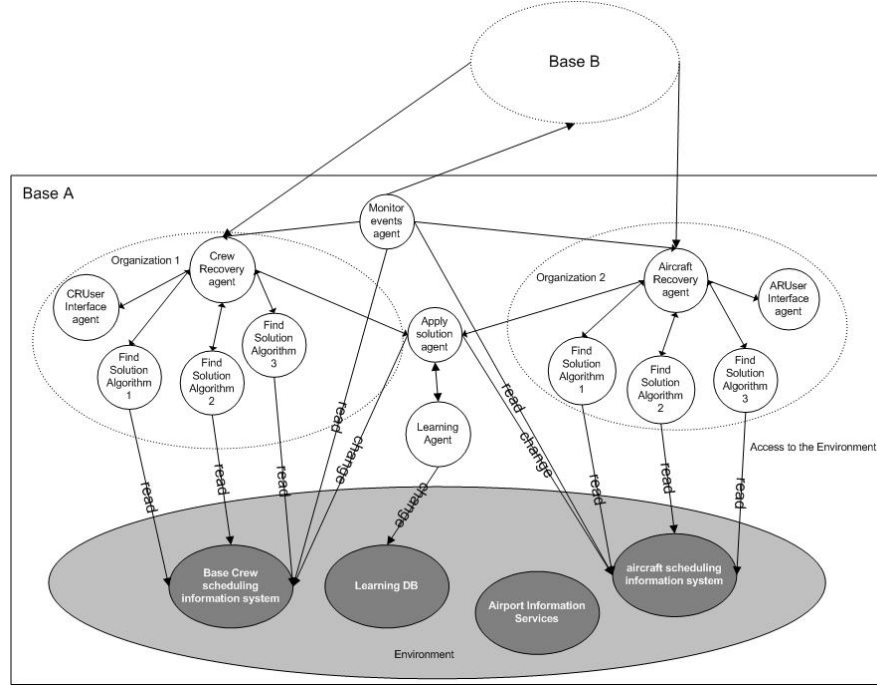 Base B
Base A
Monitor
events
agent
Organization 1
Crew
Recovery
agent
Organization 2
Aircraft
Recovery
agent
CRUser
Interface
agent
ARUser
Interface
agent
Apply
solution
agent
Find
Solution
Algorithm
1
Find
Solution
Algorithm
2
Find
Solution
Algorithm
3
Find
Solution
Algorithm
1
Find
Solution
Algorithm
2
Find
Solution
Algorithm
3
Learning
Agent
Access to the Environment
read
read
read
read
change
change
read
change
read
read
read
Base Crew
scheduling
information system
Learning DB
Airport Information
Services
aircraft scheduling
information system
Environment